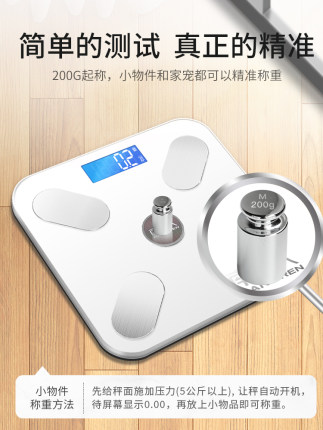 简单的测试 真正的精准
200G起称，小物件和家宠都可以精准称重
0.2
M
200g
小物件
称重方法
先给秤面施加压力(5公斤以上), 让秤自动开机，
待屏幕显示0.00，再放上小物品即可称重。